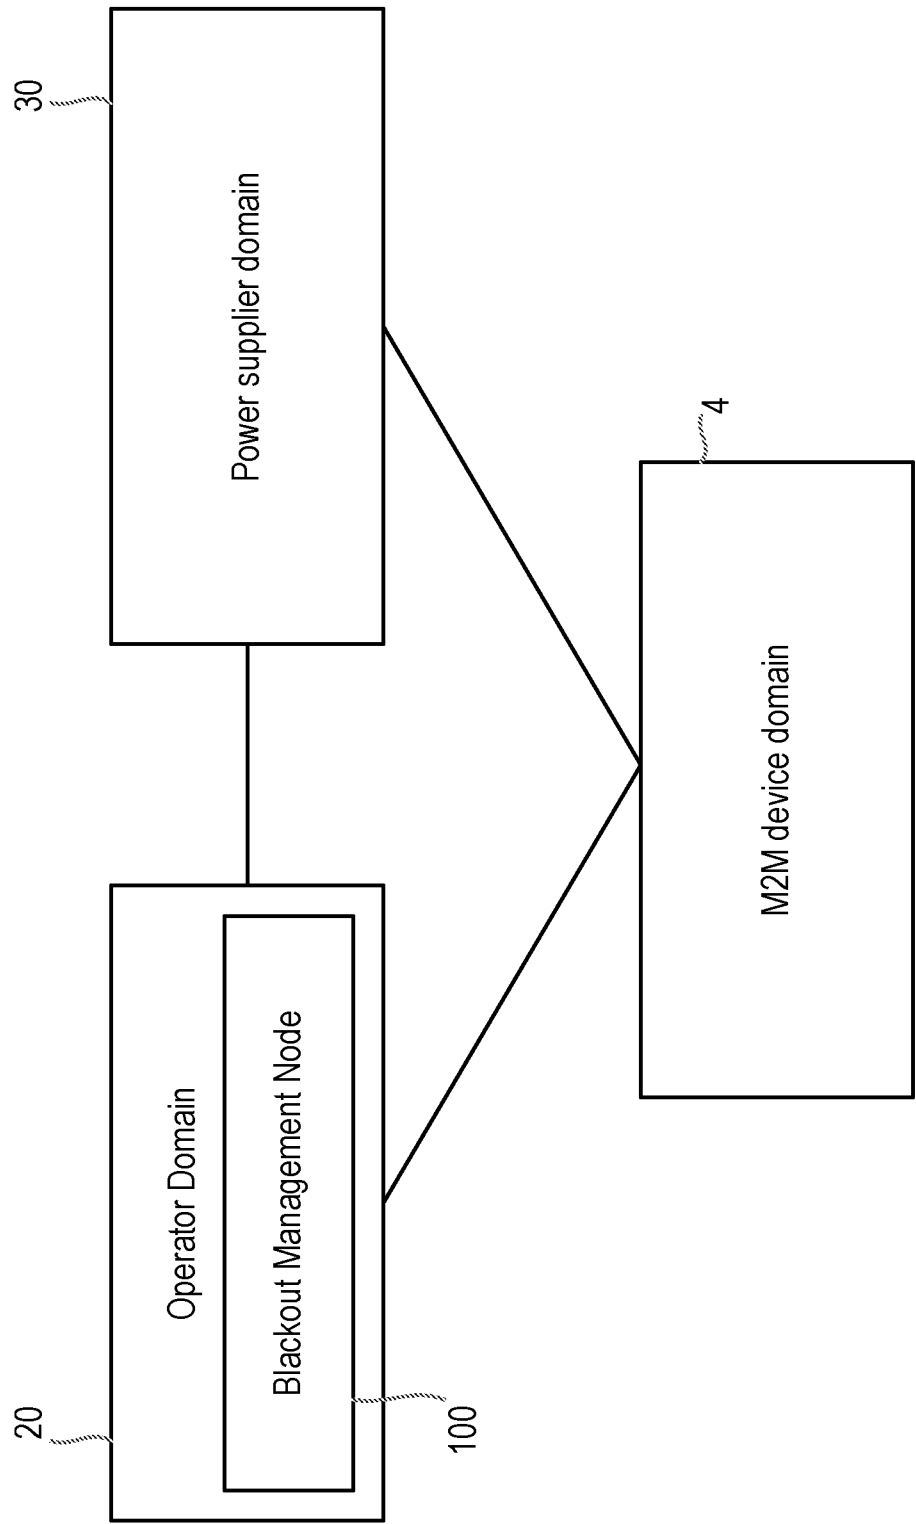 20
30
Operator Domain
Power supplier domain
Blackout Management Node
100
4
M2M device domain